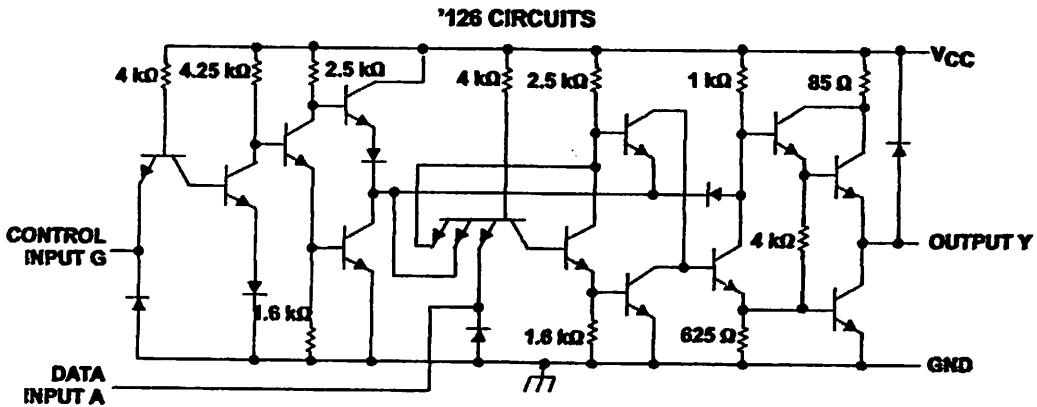 '126 CIRCUITS
VCC
4 kΩ
4.25 kΩ
2.5 kΩ
4 kΩ
2.5 kΩ
1 kΩ
85 Ω
CONTROL
INPUT G
4 kΩ
OUTPUT Y
1.6 kΩ
1.6 kΩ
625 Ω
GND
DATA
INPUT A